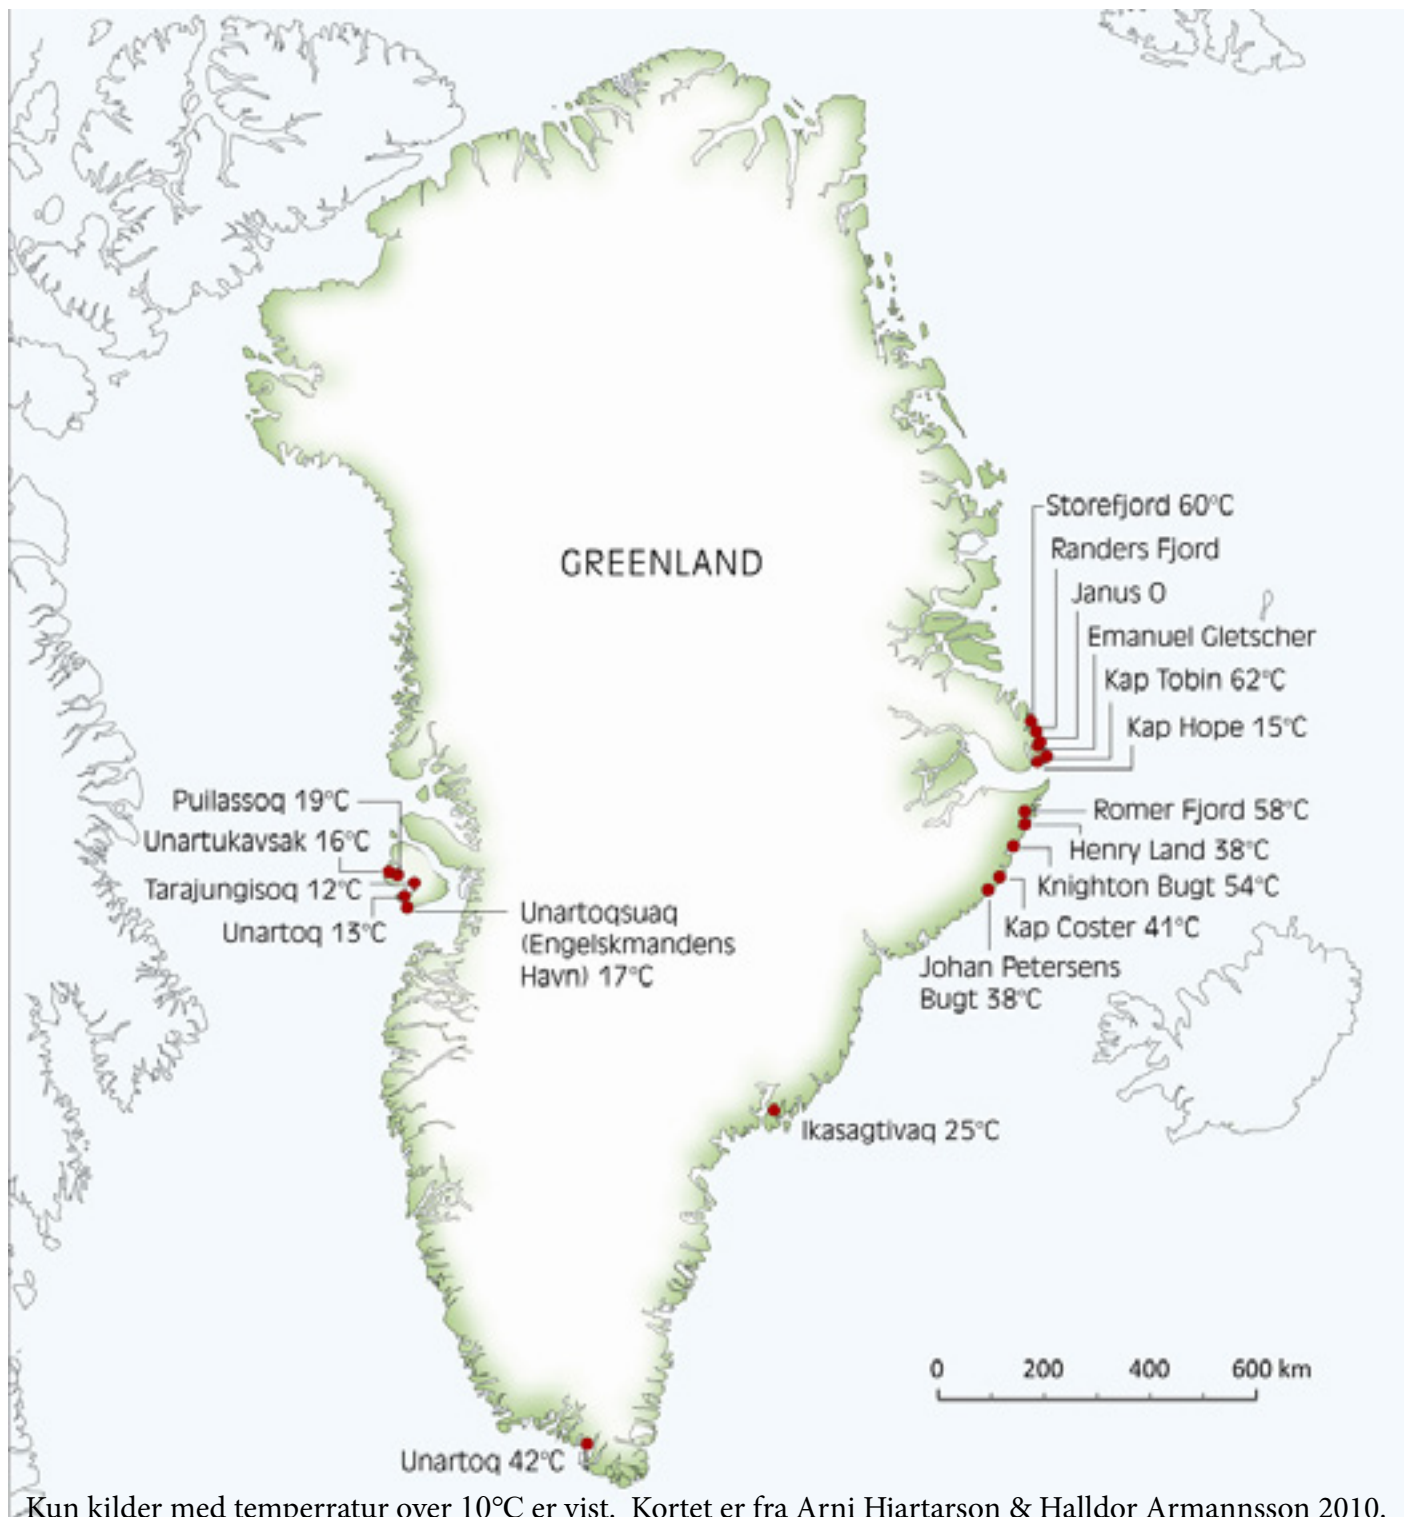 Storefjord 60°C
Randers Fjord
GREENLAND
Janus O
Emanuel Gletscher
Kap Tobin 62°C
Kap Hope 15°C
Puilassoq 19°C
Romer Fjord 58°C
Unartukavsak 16°C
Henry Land 38°C
Tarajungisoq 12°C
Knighton Bugt 54°C
Unartoq 13°C
Unartoqsuaq
(Engelskmandens
Havn) 17°C
Kap Coster 41°C
Johan Petersens
Bugt 38°C
Ikasagtivaq 25°C
0 200 400 600 km
Unartoq 42°C
Kun kilder med temperratur over 10°C er vist. Kortet er fra Arni Hjartarson & Halldor Armannsson 2010.